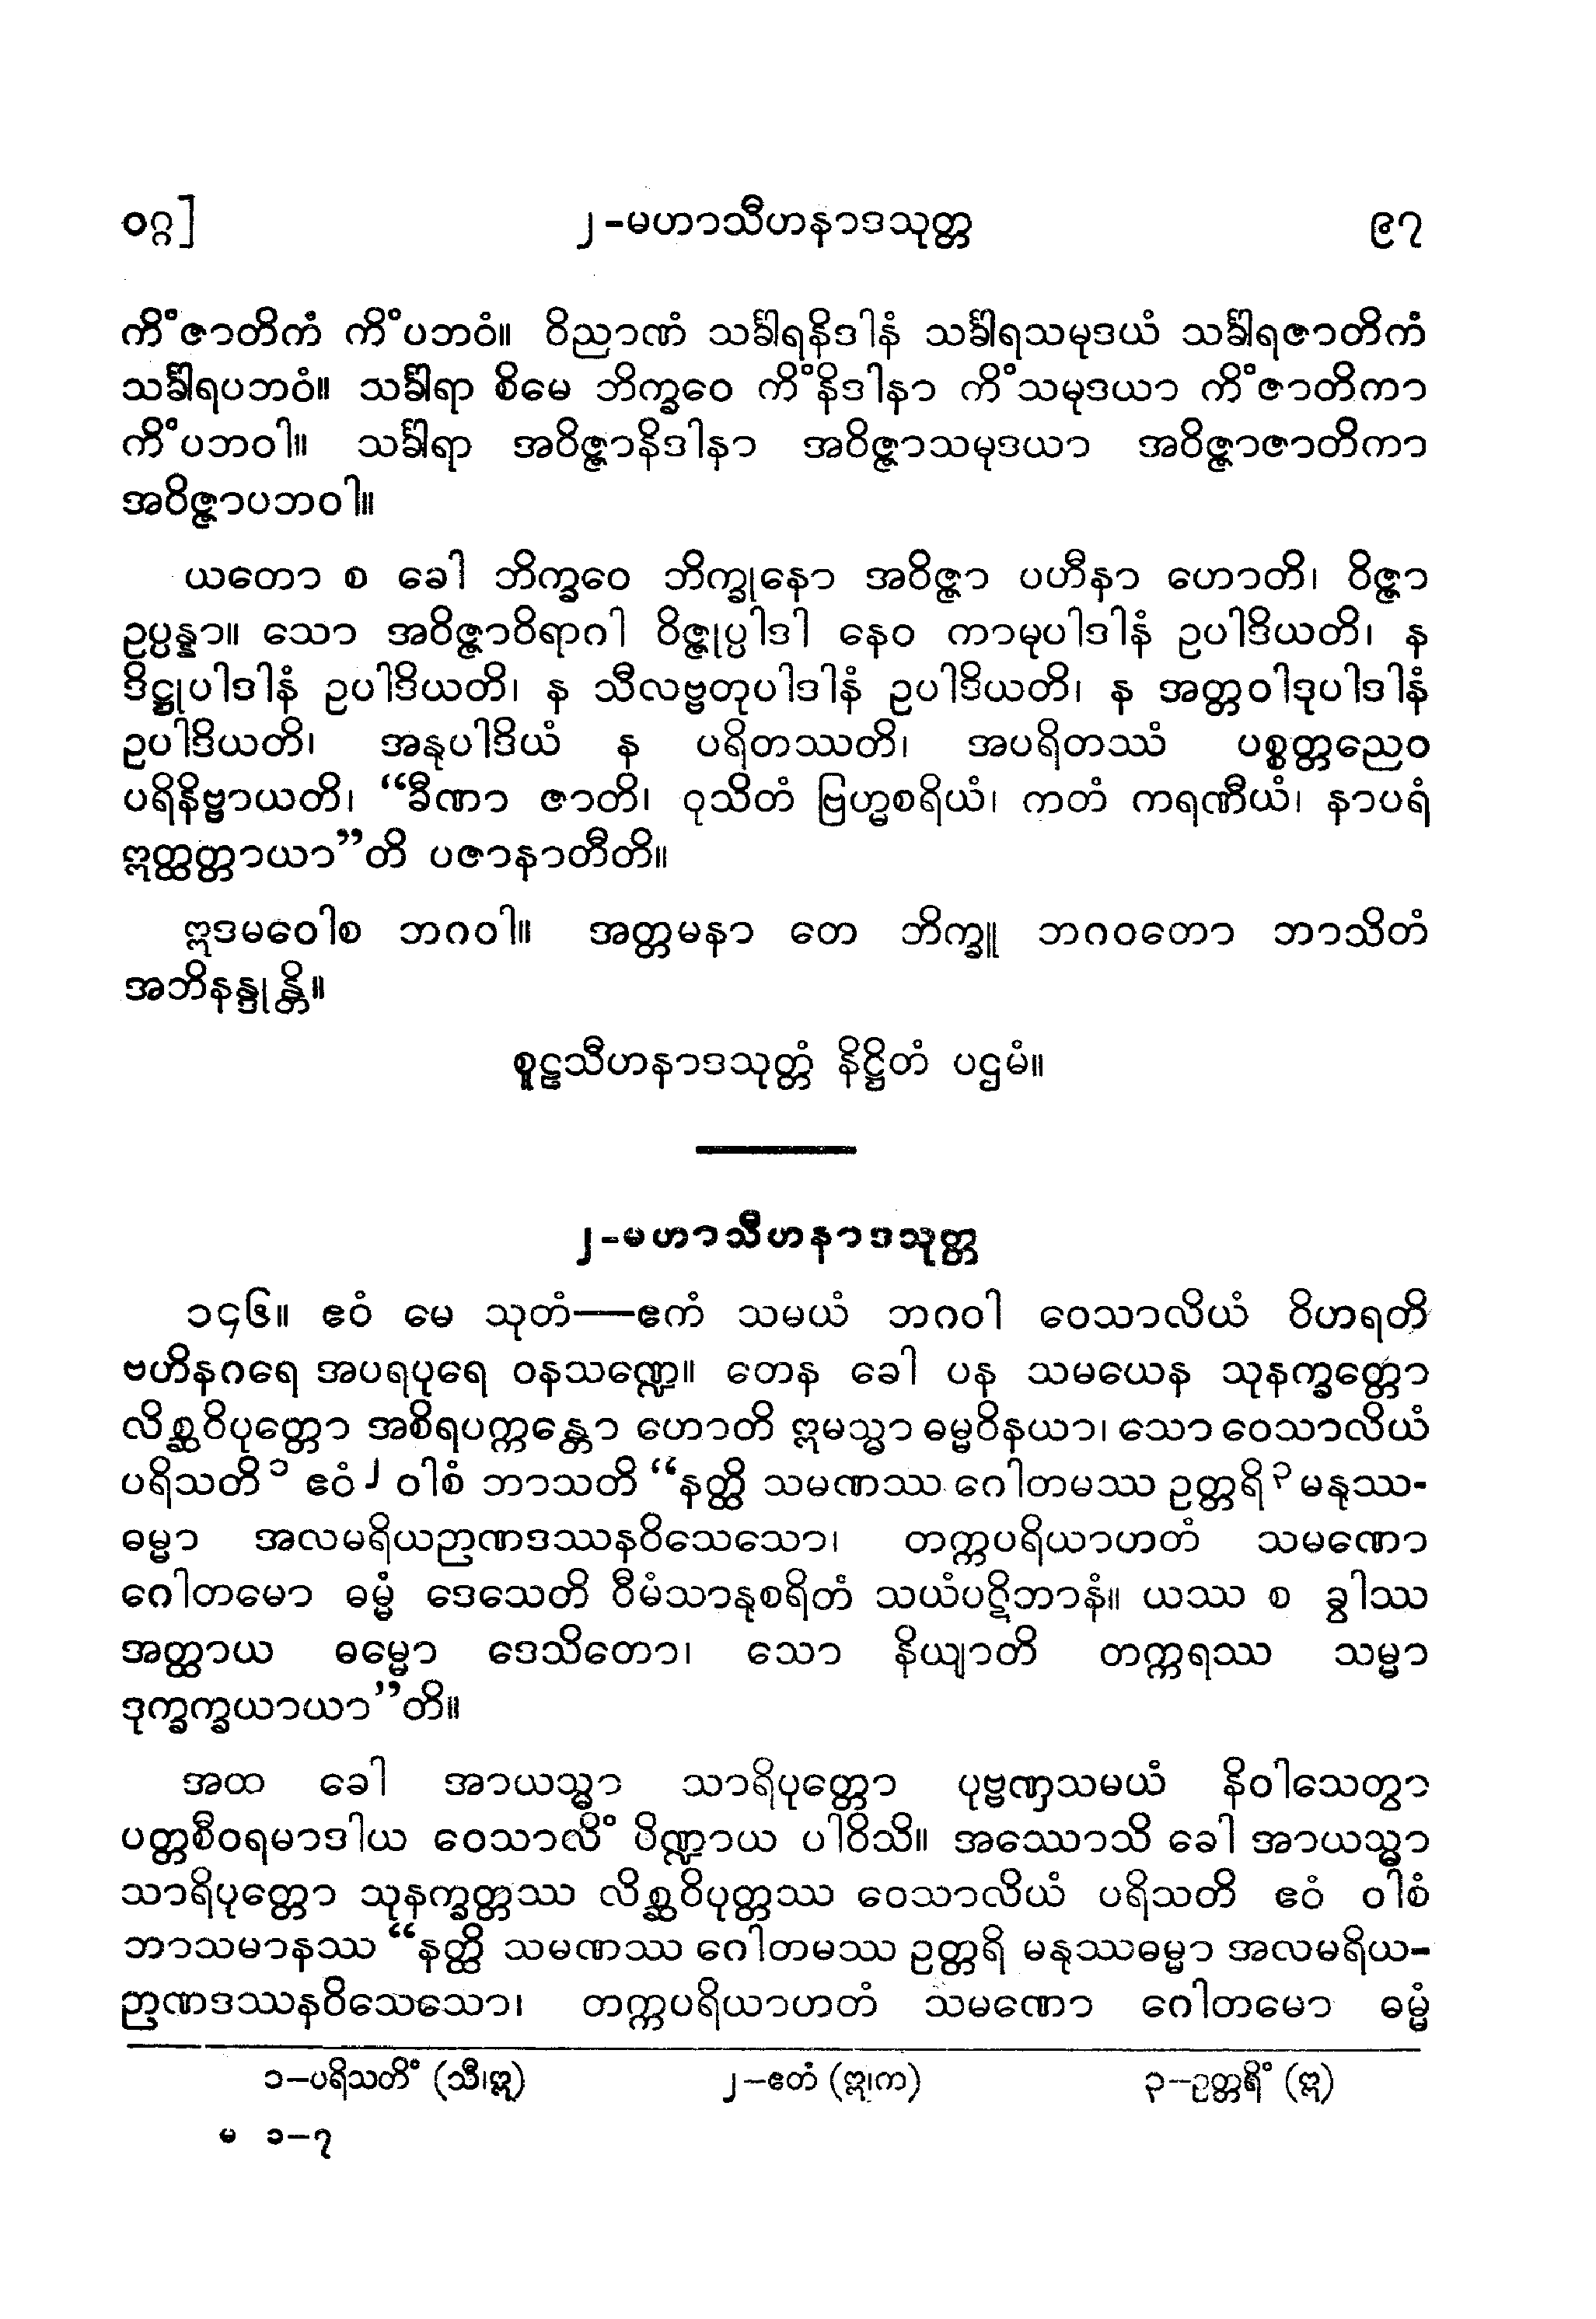 ဝဂ္ဂ]
၂-မဟာသီဟနာဒသုတ္တ
၉၇
ကိံဇာတိကံ ကိံပဘဝံ။ ဝိညာဏံ သင်္ခါရနိဒါနံ သင်္ခါရသမုဒယံ သင်္ခါရဇာတိကံ
သင်္ခါရပဘဝံ။ သင်္ခါရာ စိမေ ဘိက္ခဝေ ကိံနိဒါနာ ကိံသမုဒယာ ကိံဇာတိကာ
ကိံပဘဝါ။ သင်္ခါရာ အဝိဇ္ဇာနိဒါနာ အဝိဇ္ဇာသမုဒယာ အဝိဇ္ဇာဇာတိကာ
အဝိဇ္ဇာပဘဝါ။
ယတော စ ခေါ ဘိက္ခဝေ ဘိက္ခုနော အဝိဇ္ဇာ ပဟီနာ ဟောတိ၊ ဝိဇ္ဇာ
ဥပ္ပန္နာ။ သော အဝိဇ္ဇာဝိရာဂါ ဝိဇ္ဇုပ္ပါဒါ နေဝ ကာမုပါဒါနံ ဥပါဒိယတိ၊ န
ဒိဋ္ဌုပါဒါနံ ဥပါဒိယတိ၊ န သီလဗ္ဗတုပါဒါနံ ဥပါဒိယတိ၊ န အတ္တဝါဒုပါဒါနံ
ဥပါဒိယတိ၊ အနုပါဒိယံ န ပရိတဿတိ၊ အပရိတဿံ ပစ္စတ္တညေဝ
ပရိနိဗ္ဗာယတိ၊ “ခီဏာ ဇာတိ၊ ဝုသိတံ ဗြဟ္မစရိယံ၊ ကတံ ကရဏီယံ၊ နာပရံ
ဣတ္ထတ္တာယာ”တိ ပဇာနာတီတိ။
ဣဒမဝေါစ ဘဂဝါ။ အတ္တမနာ တေ ဘိက္ခူ ဘဂဝတော ဘာသိတံ
အဘိနန္ဒုန္တိ။
စူဠသီဟနာဒသုတ္တံ နိဋ္ဌိတံ ပဌမံ။
၂-မဟာသီဟနာဒသုတ္တ
၁၄၆။ ဧဝံ မေ သုတံ—ဧကံ သမယံ ဘဂဝါ ဝေသာလိယံ ဝိဟရတိ
ဗဟိနဂရေ အပရပုရေ ဝနသဏ္ဍေ။ တေန ခေါ ပန သမယေန သုနက္ခတ္တော
လိစ္ဆဝိပုတ္တော အစိရပက္ကန္တော ဟောတိ ဣမသ္မာ ဓမ္မဝိနယာ၊ သော ဝေသာလိယံ
ပရိသတိ၁ ဧဝံ၂ ဝါစံ ဘာသတိ “နတ္ထိ သမဏဿ ဂေါတမဿ ဥတ္တရိ၃ မနုဿ-
ဓမ္မာ အလမရိယဉာဏဒဿနဝိသေသော၊ တက္ကပရိယာဟတံ သမဏော
ဂေါတမော ဓမ္မံ ဒေသေတိ ဝီမံသာနုစရိတံ သယံပဋိဘာနံ။ ယဿ စ ခွါဿ
အတ္ထာယ ဓမ္မော ဒေသိတော၊ သော နိယျာတိ တက္ကရဿ သမ္မာ
ဒုက္ခက္ခယာယာ”တိ။
အထ ခေါ အာယသ္မာ သာရိပုတ္တော ပုဗ္ဗဏှသမယံ နိဝါသေတွာ
ပတ္တစီဝရမာဒါယ ဝေသာလိံ ပိဏ္ဍာယ ပါဝိသိ။ အဿောသိ ခေါ အာယသ္မာ
သာရိပုတ္တော သုနက္ခတ္တဿ လိစ္ဆဝိပုတ္တဿ ဝေသာလိယံ ပရိသတိ ဧဝံ ဝါစံ
ဘာသမာနဿ “နတ္ထိ သမဏဿ ဂေါတမဿ ဥတ္တရိ မနုဿဓမ္မာ အလမရိယ-
ဉာဏဒဿနဝိသေသော၊ တက္ကပရိယာဟတံ သမဏော ဂေါတမော ဓမ္မံ
၁-ပရိသတိံ (သီ၊ဣ)
၂-ဧတံ (ဣ၊က)
၃-ဥတ္တရိံ (ဣ)
မ ၁-၇